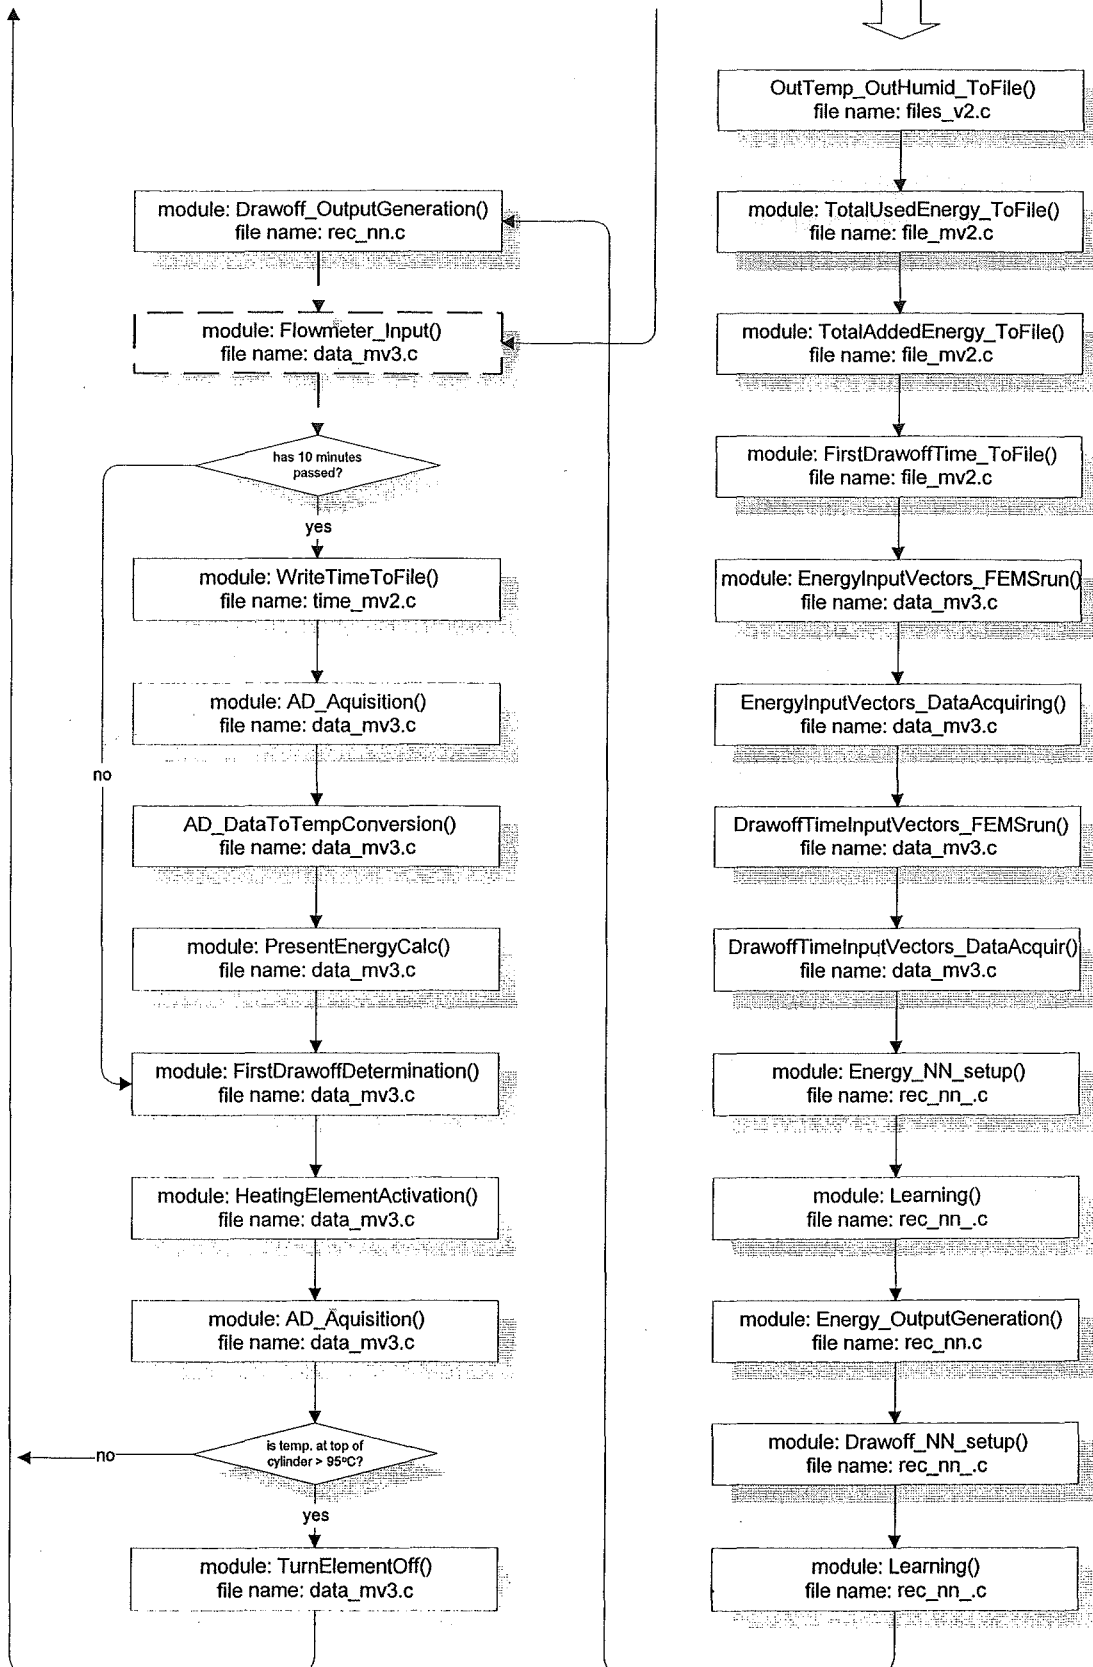 module: Drawoff_OutputGeneration()
file name: rec_nn.c
module: Flowmeter_Input()
file name: data_mv3.c
has 10 minutes
passed?
yes
no
module: WriteTimeToFile()
file name: time_mv2.c
module: AD_Aquisition()
file name: data_mv3.c
AD_DataToTempConversion()
file name: data_mv3.c
module: PresentEnergyCalc()
file name: data_mv3.c
module: FirstDrawoffDetermination()
file name: data_mv3.c
module: HeatingElementActivation()
file name: data_mv3.c
module: AD_Aquisition()
file name: data_mv3.c
is temp. at top of
cylinder > 95ºC?
no
yes
module: TurnElementOff()
file name: data_mv3.c
OutTemp_OutHumid_ToFile()
file name: files_v2.c
module: TotalUsedEnergy_ToFile()
file name: file_mv2.c
module: TotalAddedEnergy_ToFile()
file name: file_mv2.c
module: FirstDrawoffTime_ToFile()
file name: file_mv2.c
module: EnergyInputVectors_FEMSrun()
file name: data_mv3.c
EnergyInputVectors_DataAcquiring()
file name: data_mv3.c
DrawoffTimeInputVectors_FEMSrun()
file name: data_mv3.c
DrawoffTimeInputVectors_DataAcquir()
file name: data_mv3.c
module: Energy_NN_setup()
file name: rec_nn_.c
module: Learning()
file name: rec_nn_.c
module: Energy_OutputGeneration()
file name: rec_nn.c
module: Drawoff_NN_setup()
file name: rec_nn_.c
module: Learning()
file name: rec_nn_.c